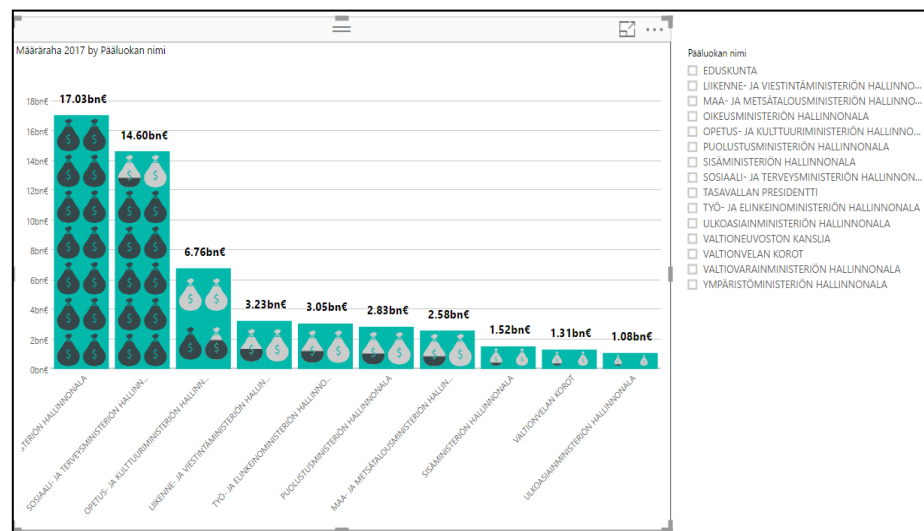 Määräraha 2017 by Pääluokan nimi
18bn€
16bn€
14bn€
12bn€
10bn€
8bn€
6bn€
4bn€
2bn€
0bn€
17.03bn€
14.60bn€
6.76bn€
3.23bn€
3.05bn€
2.83bn€
2.58bn€
1.52bn€
1.31bn€
1.08bn€
HALLINNONALA
SOSIAALI- JA TERVEYSMINISTERIÖN HALLINN...
OPETUS- JA KULTTUURIMINISTERIÖN HALLINN...
LIIKENNE- JA VIESTINTÄMINISTERIÖN HALLIN...
TYÖ- JA ELINKEINOMINISTERIÖN HALLINNO...
PUOLUSTUSMINISTERIÖN HALLINNONALA
MAA- JA METSÄTALOUSMINISTERIÖN HALLIN...
SISÄMINISTERIÖN HALLINNONALA
VALTIONVELAN KOROT
ULKOASIAINMINISTERIÖN HALLINNONALA
Pääluokan nimi
EDUSKUNTA
LIIKENNE- JA VIESTINTÄMINISTERIÖN HALLINNO...
MAA- JA METSÄTALOUSMINISTERIÖN HALLINNO...
OIKEUSMINISTERIÖN HALLINNONALA
OPETUS- JA KULTTUURIMINISTERIÖN HALLINNO...
PUOLUSTUSMINISTERIÖN HALLINNONALA
SISÄMINISTERIÖN HALLINNONALA
SOSIAALI- JA TERVEYSMINISTERIÖN HALLINNON...
TASAVALLAN PRESIDENTTI
TYÖ- JA ELINKEINOMINISTERIÖN HALLINNONALA
ULKOASIAINMINISTERIÖN HALLINNONALA
VALTIONEUVOSTON KANSLIA
VALTIONVELAN KOROT
VALTIOVARAINMINISTERIÖN HALLINNONALA
YMPÄRISTÖMINISTERIÖN HALLINNONALA